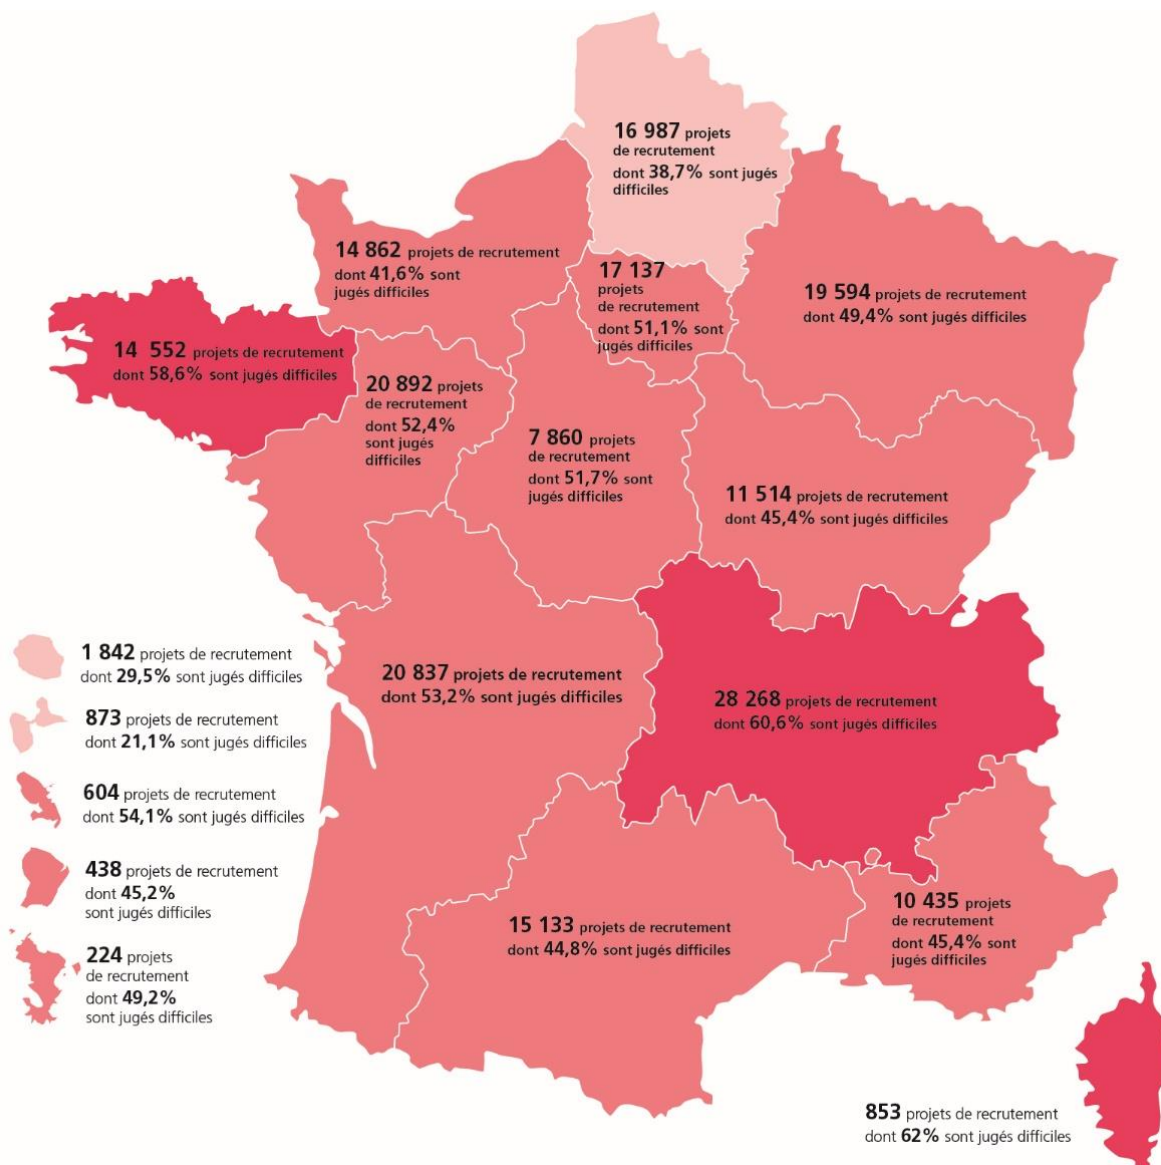 16 987 projets
de recrutement
dont 38,7% sont jugés
difficiles
14 862 projets de recrutement
dont 41,6% sont
jugés difficiles
17 137
projets
de recrutement
dont 51,1% sont
jugés difficiles
19 594 projets de recrutement
dont 49,4% sont jugés difficiles
14 552 projets de recrutement
dont 58,6% sont jugés difficiles
20 892 projets
de recrutement
dont 52,4%
sont jugés
difficiles
7 860 projets
de recrutement
dont 51,7% sont
jugés difficiles
11 514 projets de recrutement
dont 45,4% sont jugés difficiles
1 842 projets de recrutement
dont 29,5% sont jugés difficiles
873 projets de recrutement
dont 21,1% sont jugés difficiles
604 projets de recrutement
dont 54,1% sont jugés difficiles
438 projets de recrutement
dont 45,2%
sont jugés difficiles
224 projets
de recrutement
dont 49,2%
sont jugés difficiles
20 837 projets de recrutement
dont 53,2% sont jugés difficiles
28 268 projets de recrutement
dont 60,6% sont jugés difficiles
15 133 projets de recrutement
dont 44,8% sont jugés difficiles
10 435 projets
de recrutement
dont 45,4% sont
jugés difficiles
853 projets de recrutement
dont 62% sont jugés difficiles